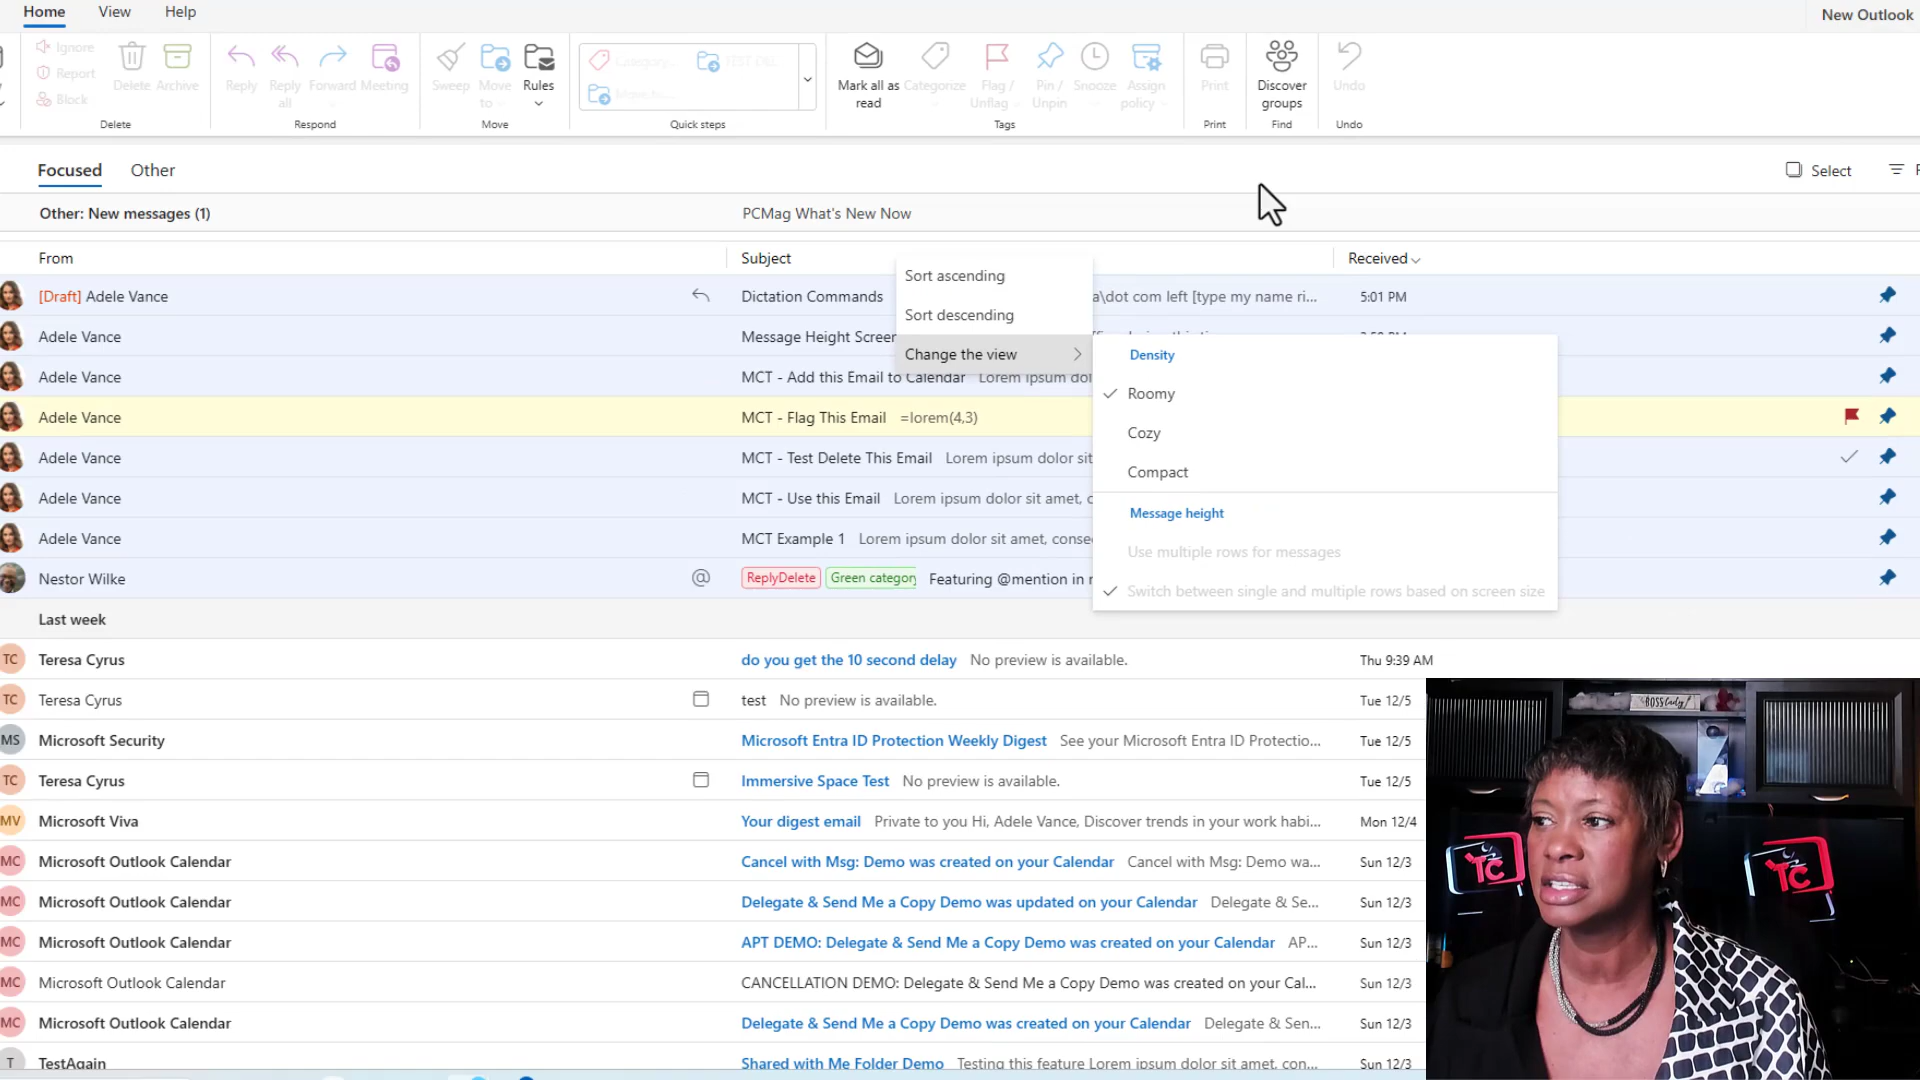 Home View Help New Outlook
Ignore
Report
Block
Delete Archive
Reply Reply all Forward Meeting
Sweep Move to Rules
TEST DEL...
Mark all as read Categorize Flag / Unflag Pin / Unpin Snooze Assign policy
Print Discover groups Undo
Delete Respond Move Quick steps Tags Print Find Undo
Focused Other Select
Other: New messages (1) PCMag What's New Now
From Subject Received
Sort ascending
[Draft] Adele Vance Dictation Commands a\dot com left [type my name ri... 5:01 PM
Sort descending
Adele Vance Message Height Screen
Change the view Density
Adele Vance MCT - Add this Email to Calendar Lorem ipsum dol
Roomy
Adele Vance MCT - Flag This Email =lorem(4,3)
Cozy
Adele Vance MCT - Test Delete This Email Lorem ipsum dolor sit
Compact
Adele Vance MCT - Use this Email Lorem ipsum dolor sit amet, c
Message height
Adele Vance MCT Example 1 Lorem ipsum dolor sit amet, conse
Use multiple rows for messages
Nestor Wilke @ ReplyDelete Green category Featuring @mention in
Switch between single and multiple rows based on screen size
Last week
TC Teresa Cyrus do you get the 10 second delay No preview is available. Thu 9:39 AM
TC Teresa Cyrus test No preview is available. Tue 12/5
MS Microsoft Security Microsoft Entra ID Protection Weekly Digest See your Microsoft Entra ID Protectio... Tue 12/5
TC Teresa Cyrus Immersive Space Test No preview is available. Tue 12/5
MV Microsoft Viva Your digest email Private to you Hi, Adele Vance, Discover trends in your work habi... Mon 12/4
MC Microsoft Outlook Calendar Cancel with Msg: Demo was created on your Calendar Cancel with Msg: Demo wa... Sun 12/3
MC Microsoft Outlook Calendar Delegate & Send Me a Copy Demo was updated on your Calendar Delegate & Se... Sun 12/3
MC Microsoft Outlook Calendar APT DEMO: Delegate & Send Me a Copy Demo was created on your Calendar AP... Sun 12/3
MC Microsoft Outlook Calendar CANCELLATION DEMO: Delegate & Send Me a Copy Demo was created on your Cal... Sun 12/3
MC Microsoft Outlook Calendar Delegate & Send Me a Copy Demo was created on your Calendar Delegate & Sen... Sun 12/3
T TestAgain Shared with Me Folder Demo Testing this feature Lorem ipsum dolor sit amet, con... Sun 12/3
BOSS lady!
TC TC